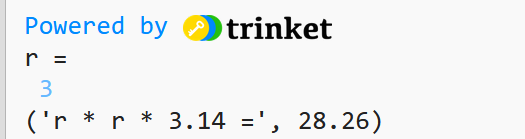 Powered by trinket
r =
3
('r * r * 3.14 =', 28.26)